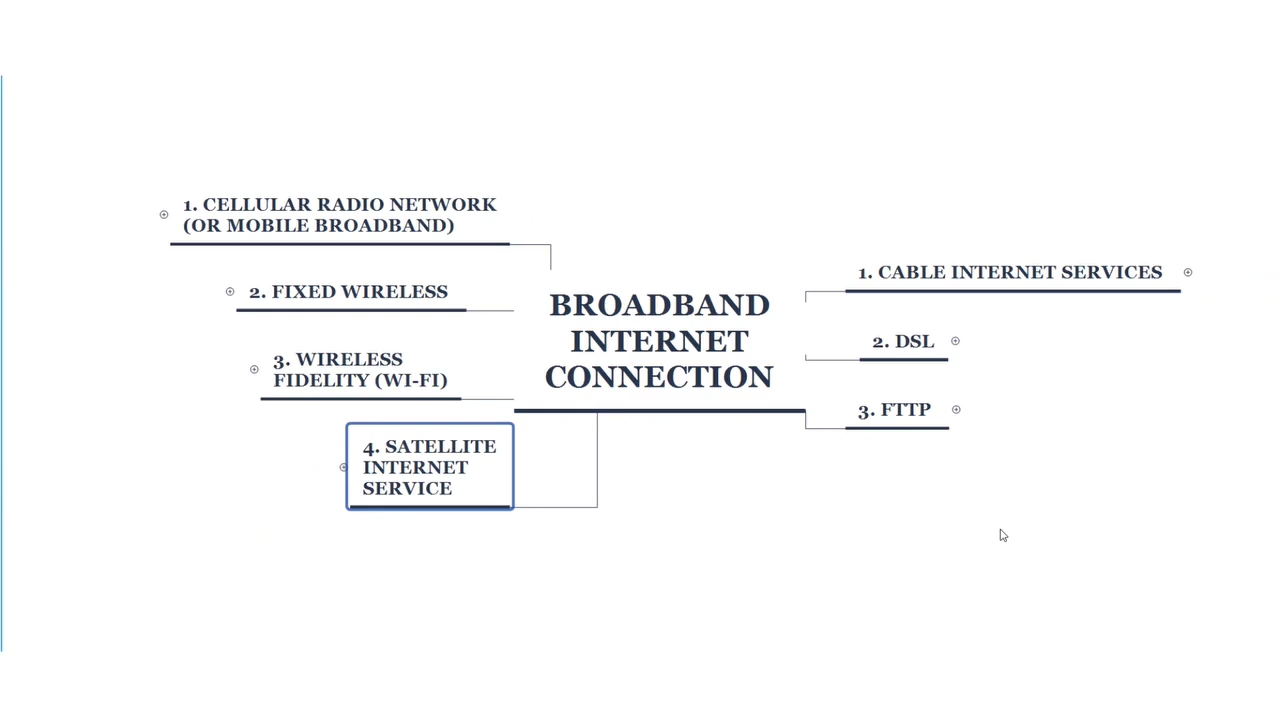 1. CELLULAR RADIO NETWORK
(OR MOBILE BROADBAND)
2. FIXED WIRELESS
3. WIRELESS
FIDELITY (WI-FI)
4. SATELLITE
INTERNET
SERVICE
BROADBAND
INTERNET
CONNECTION
1. CABLE INTERNET SERVICES
2. DSL
3. FTTP